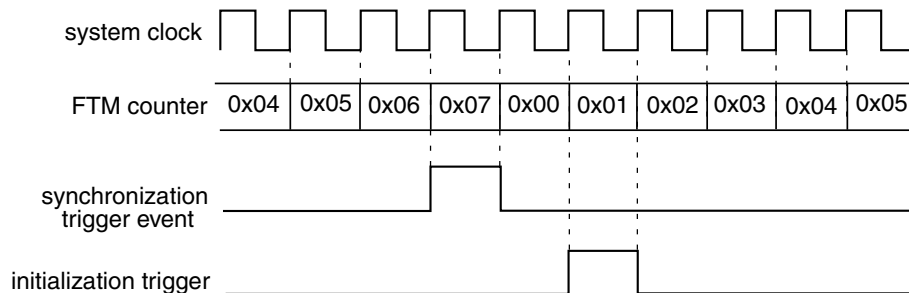 system clock
FTM counter 0x04 0x05 0x06 0x07 0x00 0x01 0x02 0x03 0x04 0x05
synchronization
trigger event
initialization trigger